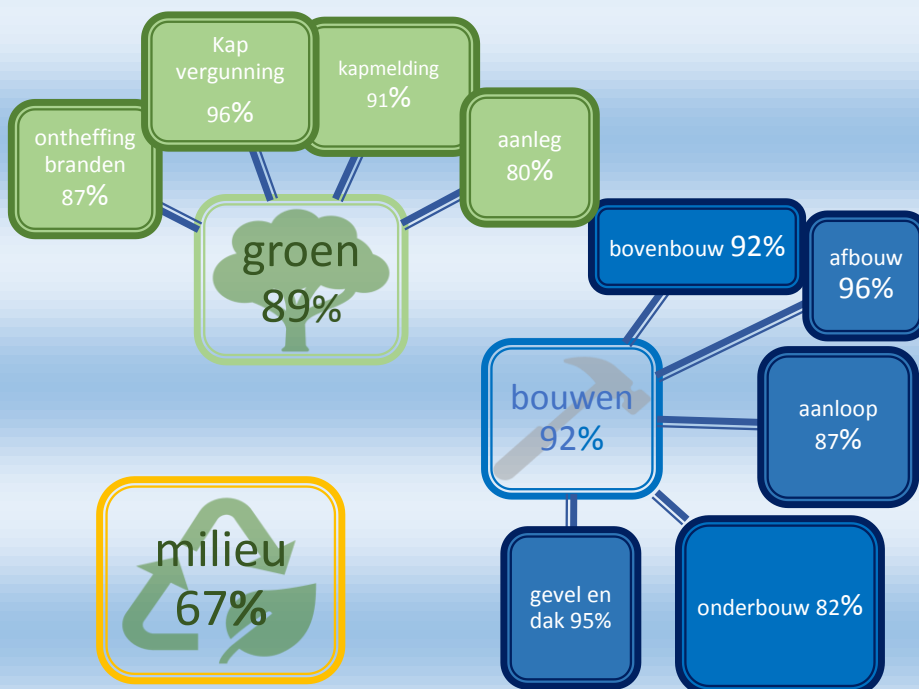 Kap
vergunning
96%
kapmelding
91%
ontheffing
branden
87%
aanleg
80%
groen
89%
bovenbouw 92%
afbouw
96%
bouwen
92%
aanloop
87%
milieu
67%
gevel en
dak 95%
onderbouw 82%